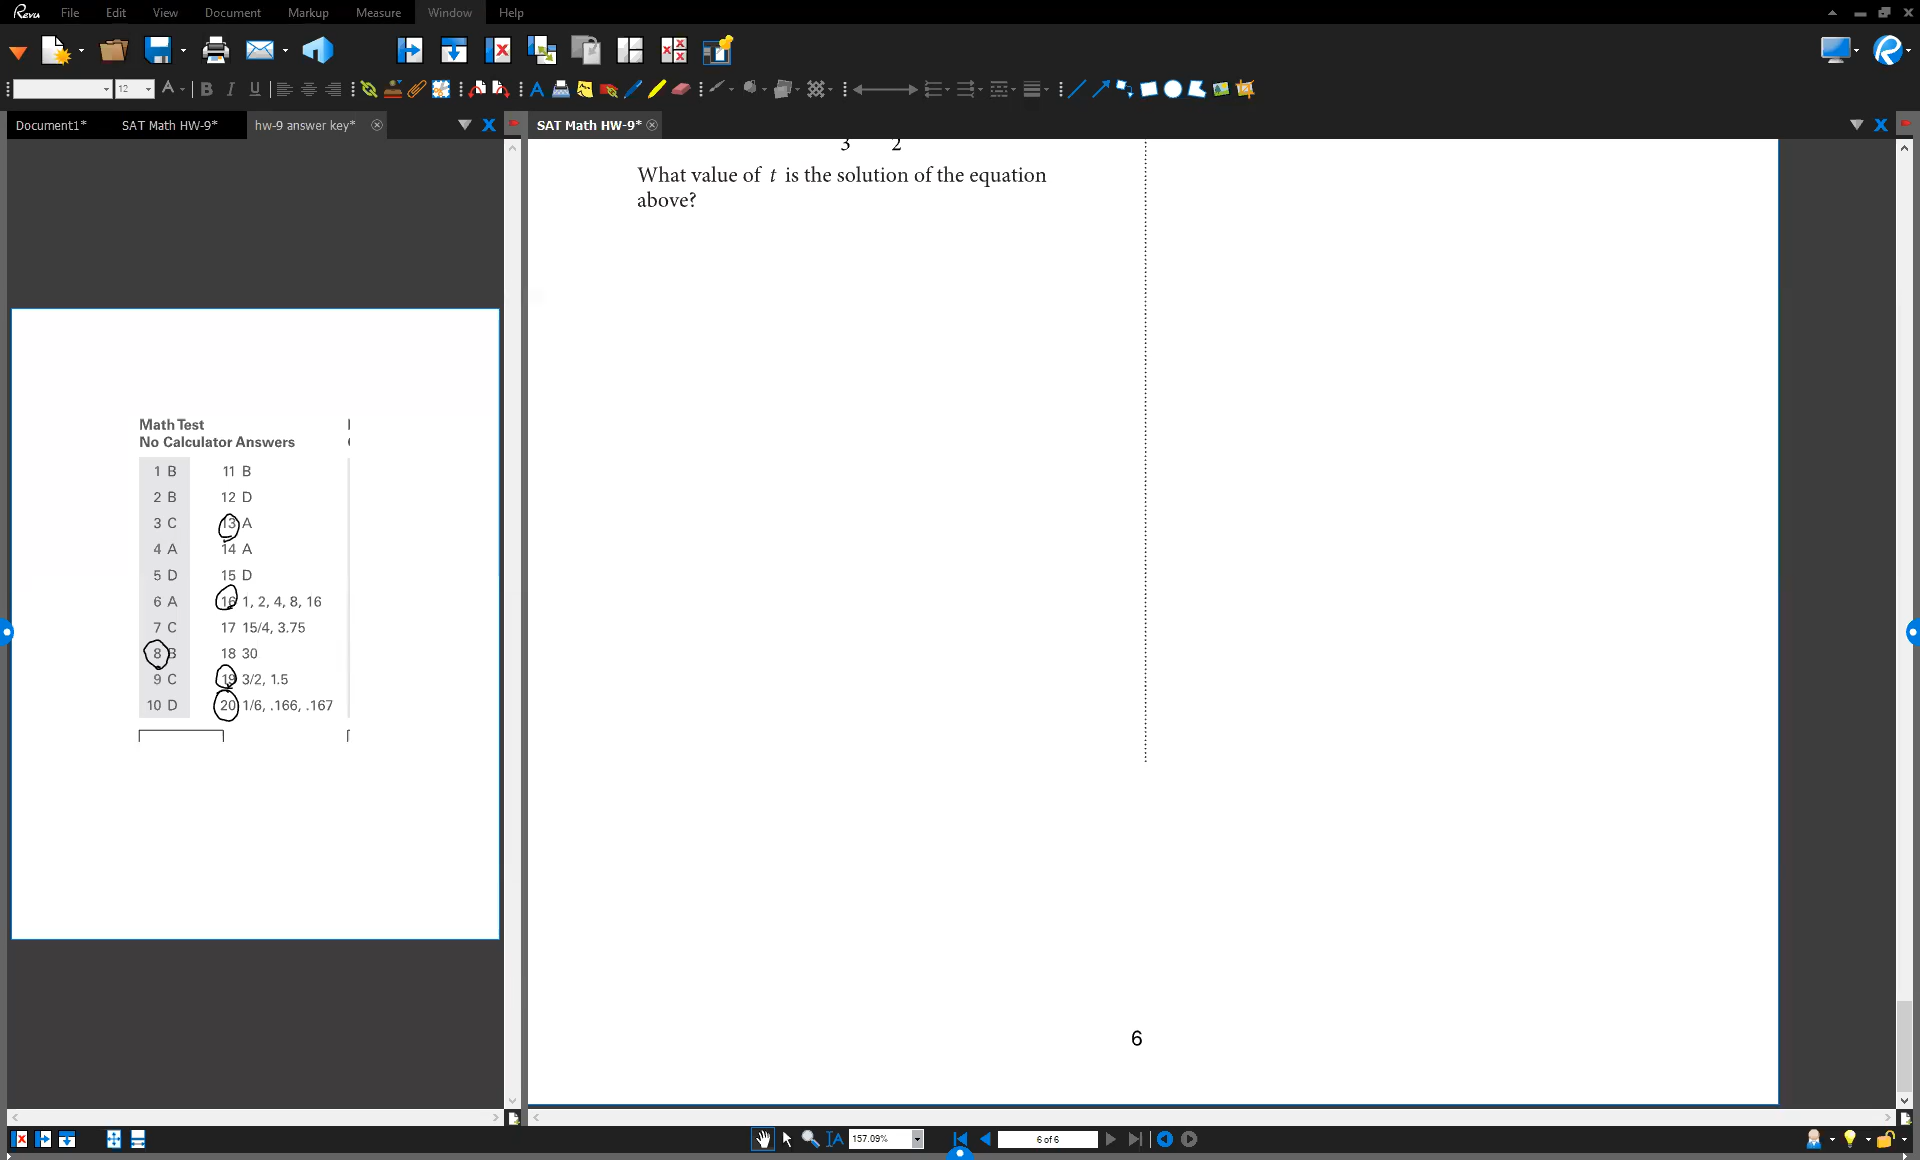 Revu File Edit View Document Markup Measure Window Help
12
Document1* SAT Math HW-9* hw-9 answer key*
SAT Math HW-9*
Math Test
No Calculator Answers
1 B
2 B
3 C
4 A
5 D
6 A
7 C
8 B
9 C
10 D
11 B
12 D
13 A
14 A
15 D
16 1, 2, 4, 8, 16
17 15/4, 3.75
18 30
19 3/2, 1.5
20 1/6, .166, .167
3 2
What value of t is the solution of the equation
above?
6
157.09% 6 of 6